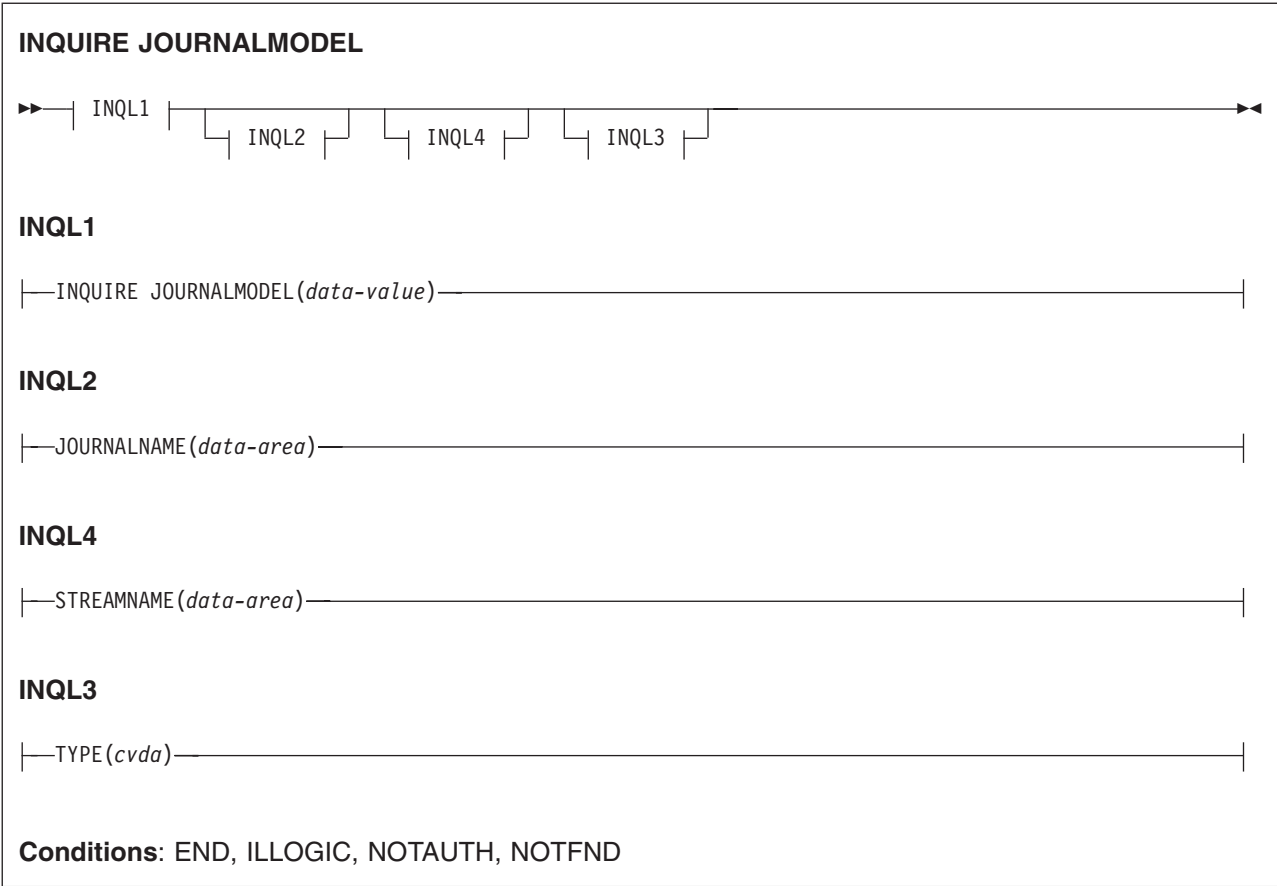 INQUIRE JOURNALMODEL
INQL1
INQL2 INQL4 INQL3
INQL1
INQUIRE JOURNALMODEL(data-value)
INQL2
JOURNALNAME(data-area)
INQL4
STREAMNAME(data-area)
INQL3
TYPE(cvda)
Conditions: END, ILLOGIC, NOTAUTH, NOTFND